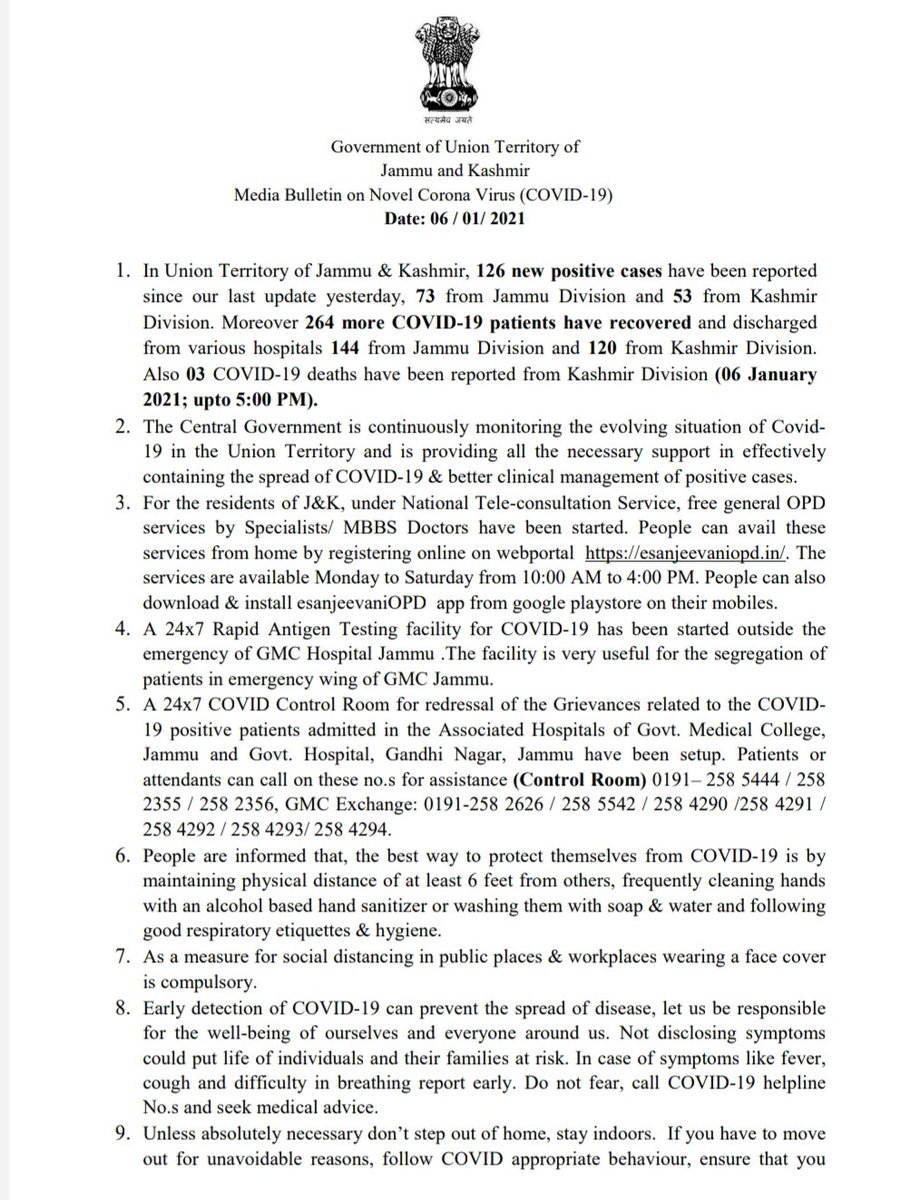 सत्यमेव जयते
Government of Union Territory of
Jammu and Kashmir
Media Bulletin on Novel Corona Virus (COVID-19)
Date: 06 / 01/ 2021
1. In Union Territory of Jammu & Kashmir, 126 new positive cases have been reported
since our last update yesterday, 73 from Jammu Division and 53 from Kashmir
Division. Moreover 264 more COVID-19 patients have recovered and discharged
from various hospitals 144 from Jammu Division and 120 from Kashmir Division.
Also 03 COVID-19 deaths have been reported from Kashmir Division (06 January
2021; upto 5:00 PM).
2. The Central Government is continuously monitoring the evolving situation of Covid-
19 in the Union Territory and is providing all the necessary support in effectively
containing the spread of COVID-19 & better clinical management of positive cases.
3. For the residents of J&K, under National Tele-consultation Service, free general OPD
services by Specialists/ MBBS Doctors have been started. People can avail these
services from home by registering online on webportal https://esanjeevaniopd.in/. The
services are available Monday to Saturday from 10:00 AM to 4:00 PM. People can also
download & install esanjeevaniOPD app from google playstore on their mobiles.
4. A 24x7 Rapid Antigen Testing facility for COVID-19 has been started outside the
emergency of GMC Hospital Jammu .The facility is very useful for the segregation of
patients in emergency wing of GMC Jammu.
5. A 24x7 COVID Control Room for redressal of the Grievances related to the COVID-
19 positive patients admitted in the Associated Hospitals of Govt. Medical College,
Jammu and Govt. Hospital, Gandhi Nagar, Jammu have been setup. Patients or
attendants can call on these no.s for assistance (Control Room) 0191– 258 5444 / 258
2355 / 258 2356, GMC Exchange: 0191-258 2626 / 258 5542 / 258 4290 /258 4291 /
258 4292 / 258 4293/ 258 4294.
6. People are informed that, the best way to protect themselves from COVID-19 is by
maintaining physical distance of at least 6 feet from others, frequently cleaning hands
with an alcohol based hand sanitizer or washing them with soap & water and following
good respiratory etiquettes & hygiene.
7. As a measure for social distancing in public places & workplaces wearing a face cover
is compulsory.
8. Early detection of COVID-19 can prevent the spread of disease, let us be responsible
for the well-being of ourselves and everyone around us. Not disclosing symptoms
could put life of individuals and their families at risk. In case of symptoms like fever,
cough and difficulty in breathing report early. Do not fear, call COVID-19 helpline
No.s and seek medical advice.
9. Unless absolutely necessary don’t step out of home, stay indoors. If you have to move
out for unavoidable reasons, follow COVID appropriate behaviour, ensure that you